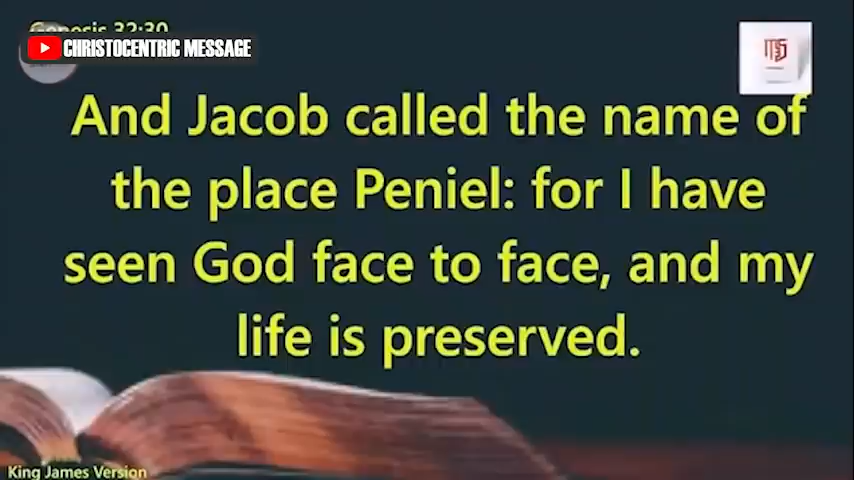 Genesis 32:30
CHRISTOCENTRIC MESSAGE
And Jacob called the name of
the place Peniel: for I have
seen God face to face, and my
life is preserved.
King James Version